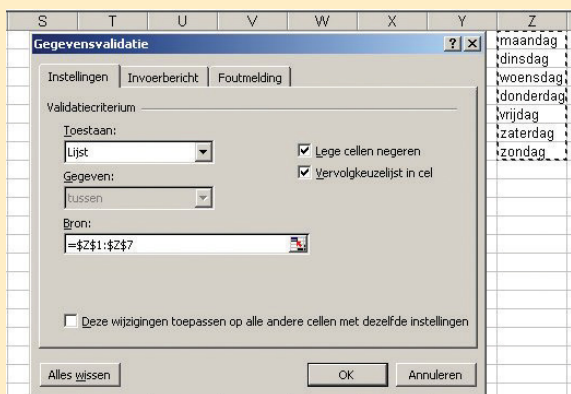 S T U V W X Y Z
Gegevensvalidatie
Instellingen Invoerbericht Foutmelding
Validatiecriterium
Toestaan:
Lijst
Lege cellen negeren
Gegeven:
Vervolgkeuzelijst in cel
tussen
Bron:
=$Z$1:$Z$7
Deze wijzigingen toepassen op alle andere cellen met dezelfde instellingen
Alles wissen OK Annuleren
maandag
dinsdag
woensdag
donderdag
vrijdag
zaterdag
zondag